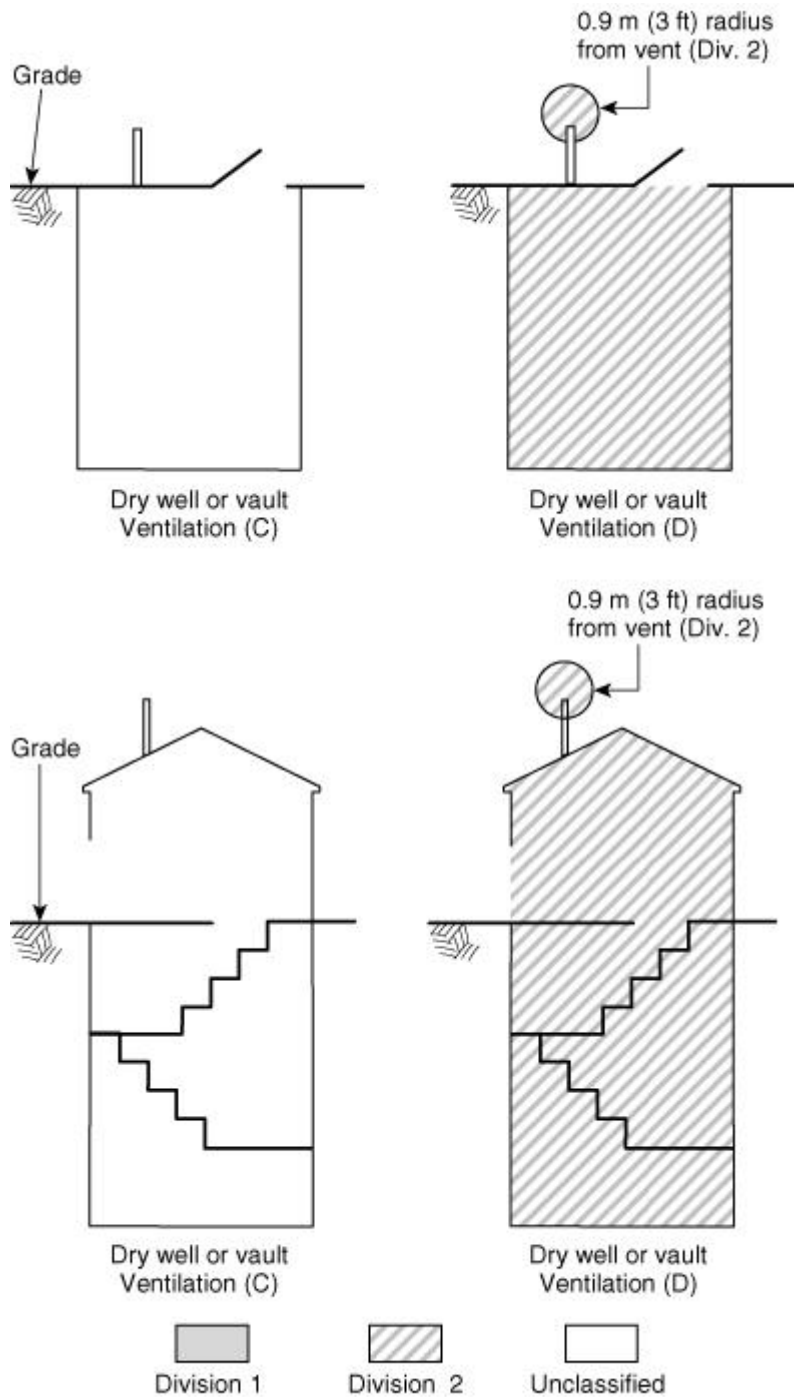 Grade
0.9 m (3 ft) radius
from vent (Div. 2)
Dry well or vault
Ventilation (C)
Dry well or vault
Ventilation (D)
0.9 m (3 ft) radius
from vent (Div. 2)
Grade
Dry well or vault
Ventilation (C)
Dry well or vault
Ventilation (D)
Division 1
Division 2
Unclassified